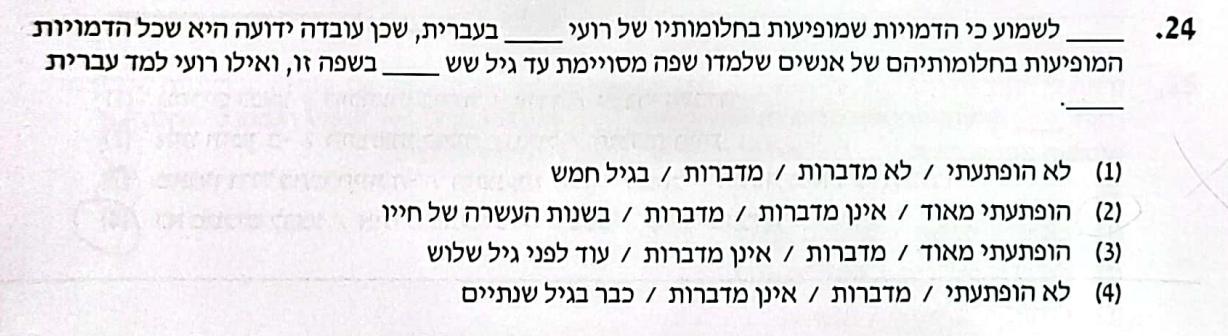 24. _____ לשמוע כי הדמויות שמופיעות בחלומותיו של רועי _____ בעברית, שכן עובדה ידועה היא שכל הדמויות
המופיעות בחלומותיהם של אנשים שלמדו שפה מסויימת עד גיל שש _____ בשפה זו, ואילו רועי למד עברית
_____.
(1) לא הופתעתי / לא מדברות / מדברות / בגיל חמש
(2) הופתעתי מאוד / אינן מדברות / מדברות / בשנות העשרה של חייו
(3) הופתעתי מאוד / מדברות / אינן מדברות / עוד לפני גיל שלוש
(4) לא הופתעתי / מדברות / אינן מדברות / כבר בגיל שנתיים